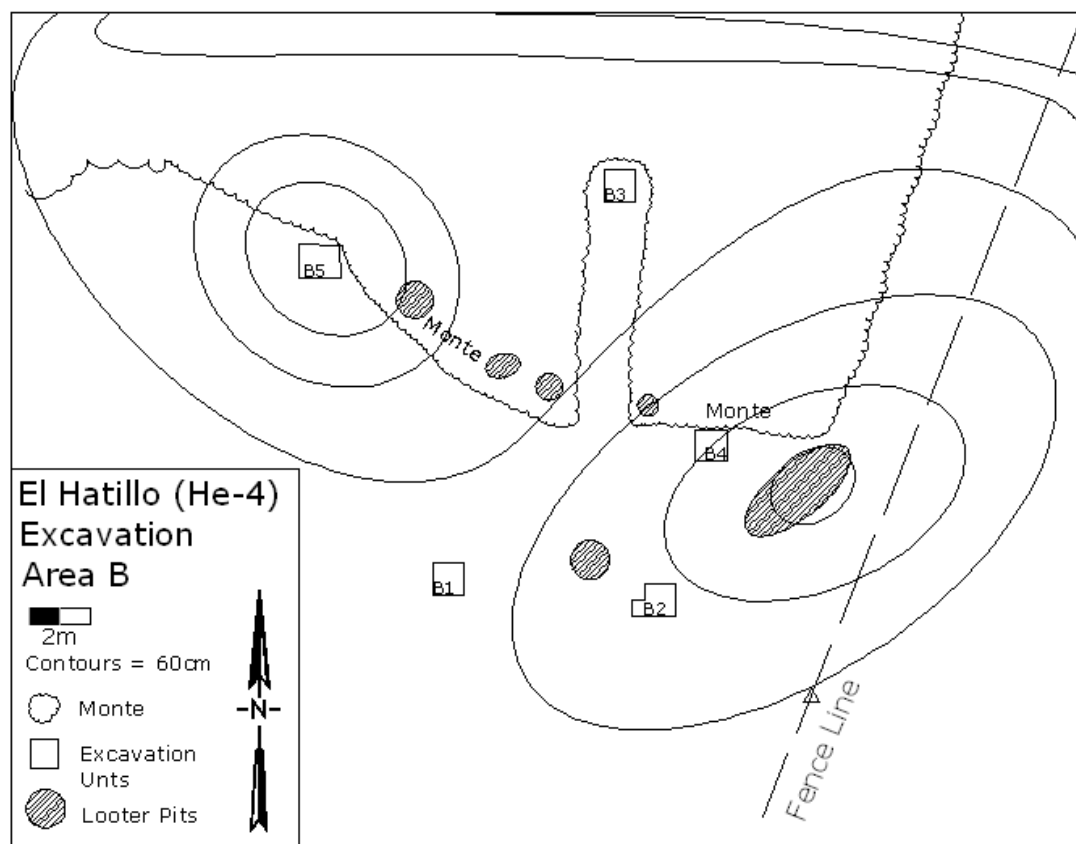 B3
B5
Monte
Monte
B4
B1
B2
El Hatillo (He-4)
Excavation
Area B
2m
Contours = 60cm
Monte
Excavation
Unts
Looter Pits
-N-
Fence Line